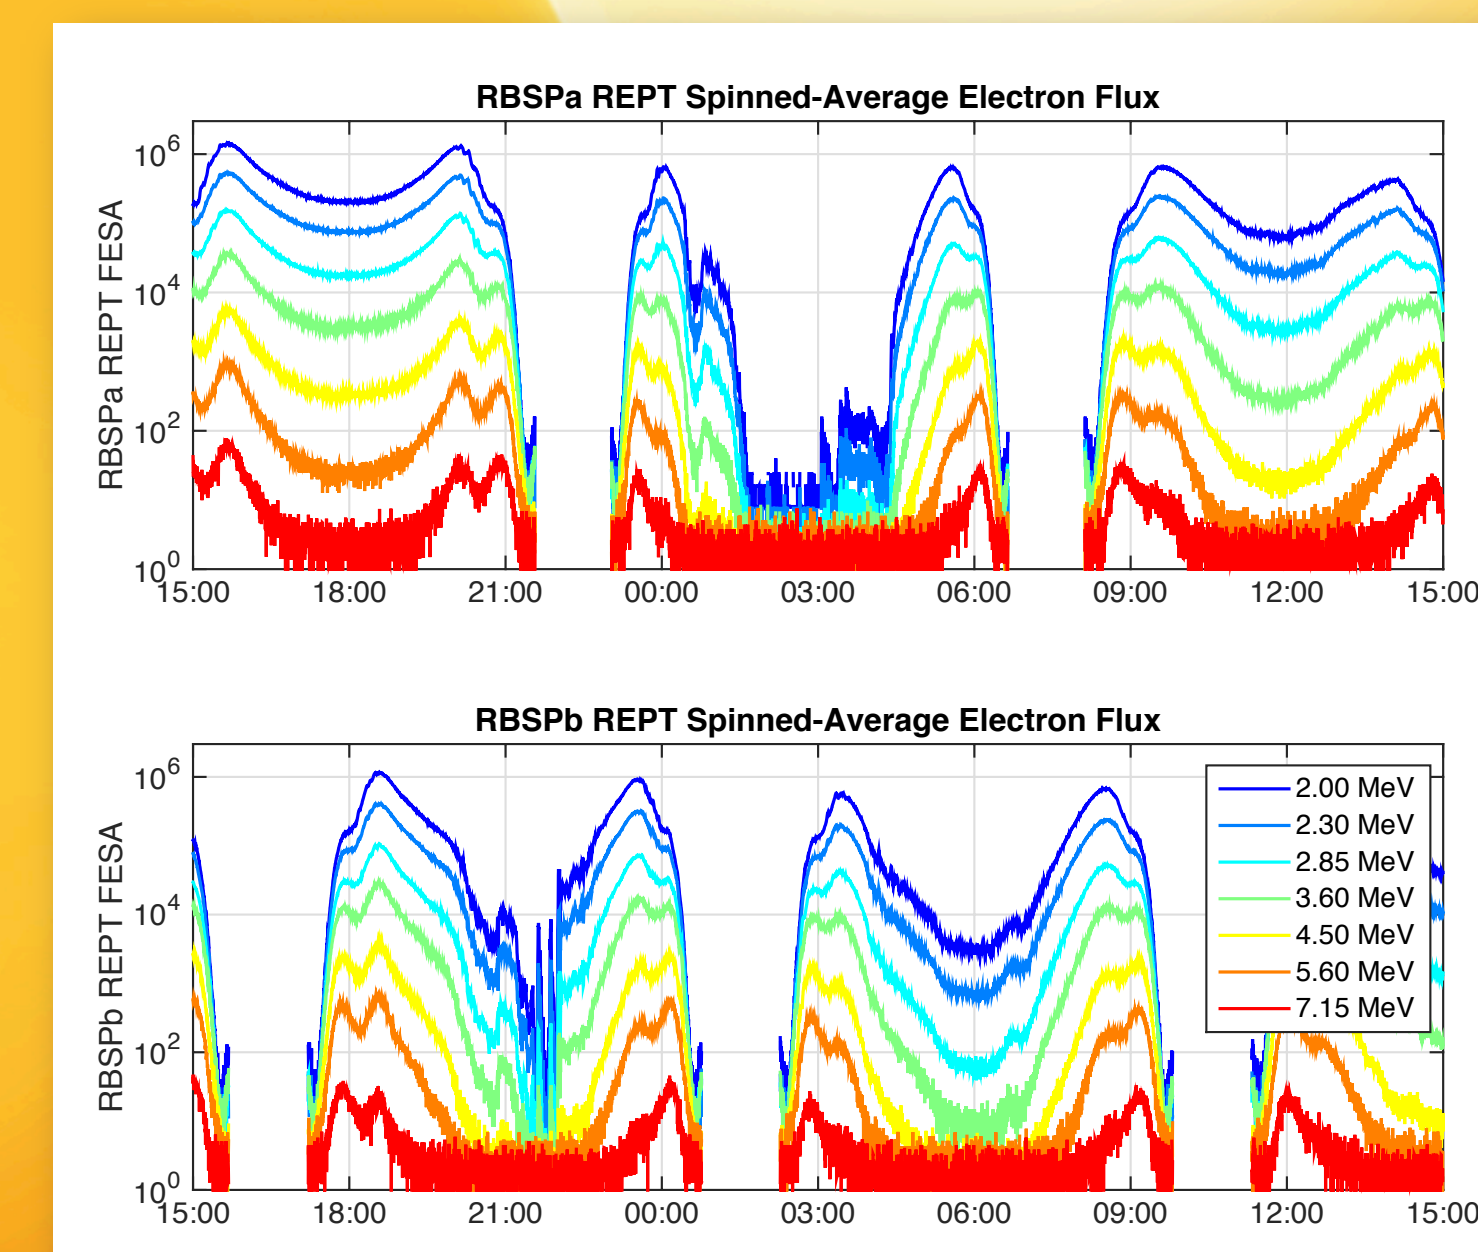 RBSPa REPT Spinned-Average Electron Flux
RBSPa REPT FESA
10^6
10^4
10^2
10^0
15:00 18:00 21:00 00:00 03:00 06:00 09:00 12:00 15:00
RBSPb REPT Spinned-Average Electron Flux
RBSPb REPT FESA
10^6
10^4
10^2
10^0
2.00 MeV
2.30 MeV
2.85 MeV
3.60 MeV
4.50 MeV
5.60 MeV
7.15 MeV
15:00 18:00 21:00 00:00 03:00 06:00 09:00 12:00 15:00